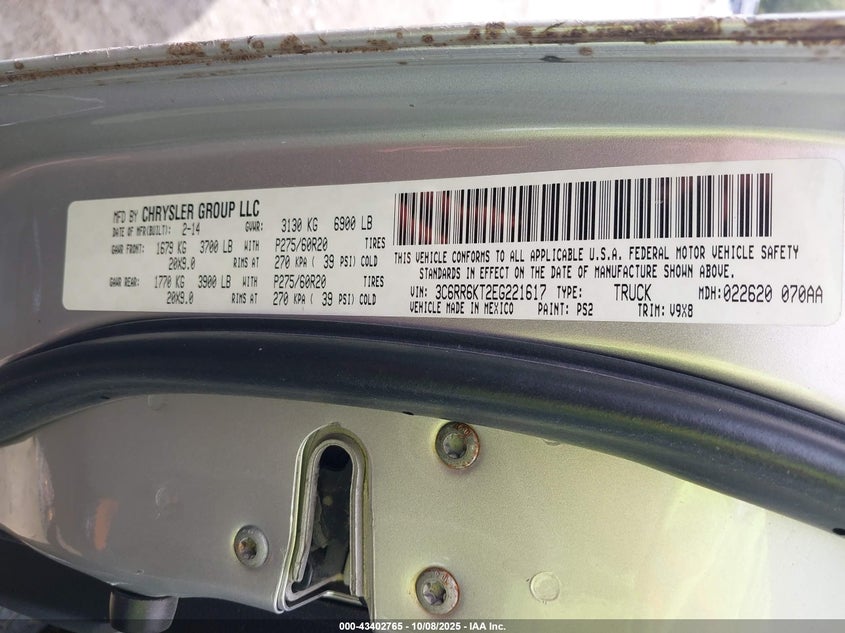 MFD BY CHRYSLER GROUP LLC
DATE OF MFR(BUILT): 2-14 GVWR: 3130 KG 6900 LB
GAWR FRONT: 1679 KG 3700 LB WITH P275/60R20 TIRES
20X9.0 RIMS AT 270 KPA ( 39 PSI) COLD
GAWR REAR: 1770 KG 3900 LB WITH P275/60R20 TIRES
20X9.0 RIMS AT 270 KPA ( 39 PSI) COLD
THIS VEHICLE CONFORMS TO ALL APPLICABLE U.S.A. FEDERAL MOTOR VEHICLE SAFETY
STANDARDS IN EFFECT ON THE DATE OF MANUFACTURE SHOWN ABOVE.
VIN: 3C6RR6KT2EG221617 TYPE: TRUCK MDH:022620 070AA
VEHICLE MADE IN MEXICO PAINT: PS2 TRIM: V9X8
000-43402765 - 10/08/2025 - IAA Inc.